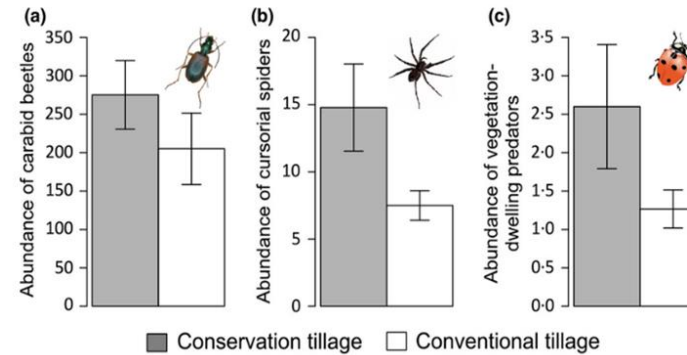 (a)
Abundance of carabid beetles
350
300
250
200
150
100
50
0
(b)
Abundance of cursorial spiders
20
15
10
5
0
(c)
Abundance of vegetation-
dwelling predators
3·5
3·0
2·5
2·0
1·5
1·0
0·5
0·0
Conservation tillage Conventional tillage